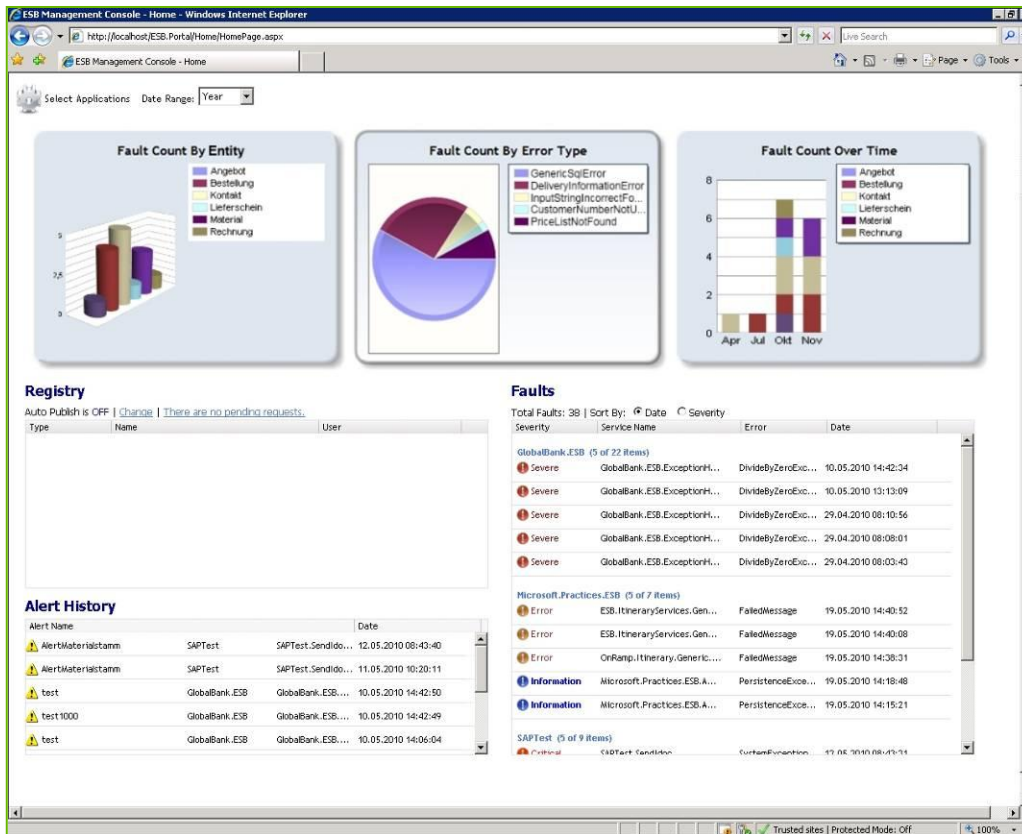 ESB Management Console - Home - Windows Internet Explorer
http://localhost/ESB.Portal/Home/HomePage.aspx
Live Search
ESB Management Console - Home
Page
Tools
Select Applications Date Range: Year
Fault Count By Entity
Angebot
Bestellung
Kontakt
Lieferschein
Material
Rechnung
5
2,5
0
Fault Count By Error Type
GenericSqlError
DeliveryInformationError
InputStringIncorrectFo...
CustomerNumberNotU...
PriceListNotFound
Fault Count Over Time
8
6
4
2
0
Apr Jul Okt Nov
Angebot
Bestellung
Kontakt
Lieferschein
Material
Rechnung
Registry
Auto Publish is OFF | Change | There are no pending requests.
Type Name User
Alert History
Alert Name Date
AlertMaterialstamm SAPTest SAPTest.SendIdo... 12.05.2010 08:43:40
AlertMaterialstamm SAPTest SAPTest.SendIdo... 11.05.2010 10:20:11
test GlobalBank.ESB GlobalBank.ESB.... 10.05.2010 14:42:50
test1000 GlobalBank.ESB GlobalBank.ESB.... 10.05.2010 14:42:49
test GlobalBank.ESB GlobalBank.ESB.... 10.05.2010 14:06:04
Faults
Total Faults: 38 | Sort By: Date Severity
Severity Service Name Error Date
GlobalBank.ESB (5 of 22 items)
Severe GlobalBank.ESB.ExceptionH... DivideByZeroExc... 10.05.2010 14:42:34
Severe GlobalBank.ESB.ExceptionH... DivideByZeroExc... 10.05.2010 13:13:09
Severe GlobalBank.ESB.ExceptionH... DivideByZeroExc... 29.04.2010 08:10:56
Severe GlobalBank.ESB.ExceptionH... DivideByZeroExc... 29.04.2010 08:08:01
Severe GlobalBank.ESB.ExceptionH... DivideByZeroExc... 29.04.2010 08:03:43
Microsoft.Practices.ESB (5 of 7 items)
Error ESB.ItineraryServices.Gen... FailedMessage 19.05.2010 14:40:52
Error ESB.ItineraryServices.Gen... FailedMessage 19.05.2010 14:40:08
Error OnRamp.Itinerary.Generic.... FailedMessage 19.05.2010 14:38:31
Information Microsoft.Practices.ESB.A... PersistenceExce... 19.05.2010 14:18:48
Information Microsoft.Practices.ESB.A... PersistenceExce... 19.05.2010 14:15:21
SAPTest (5 of 9 items)
Critical SAPTest.SendIdoc SystemException 12.05.2010 08:43:31
Trusted sites | Protected Mode: Off 100%